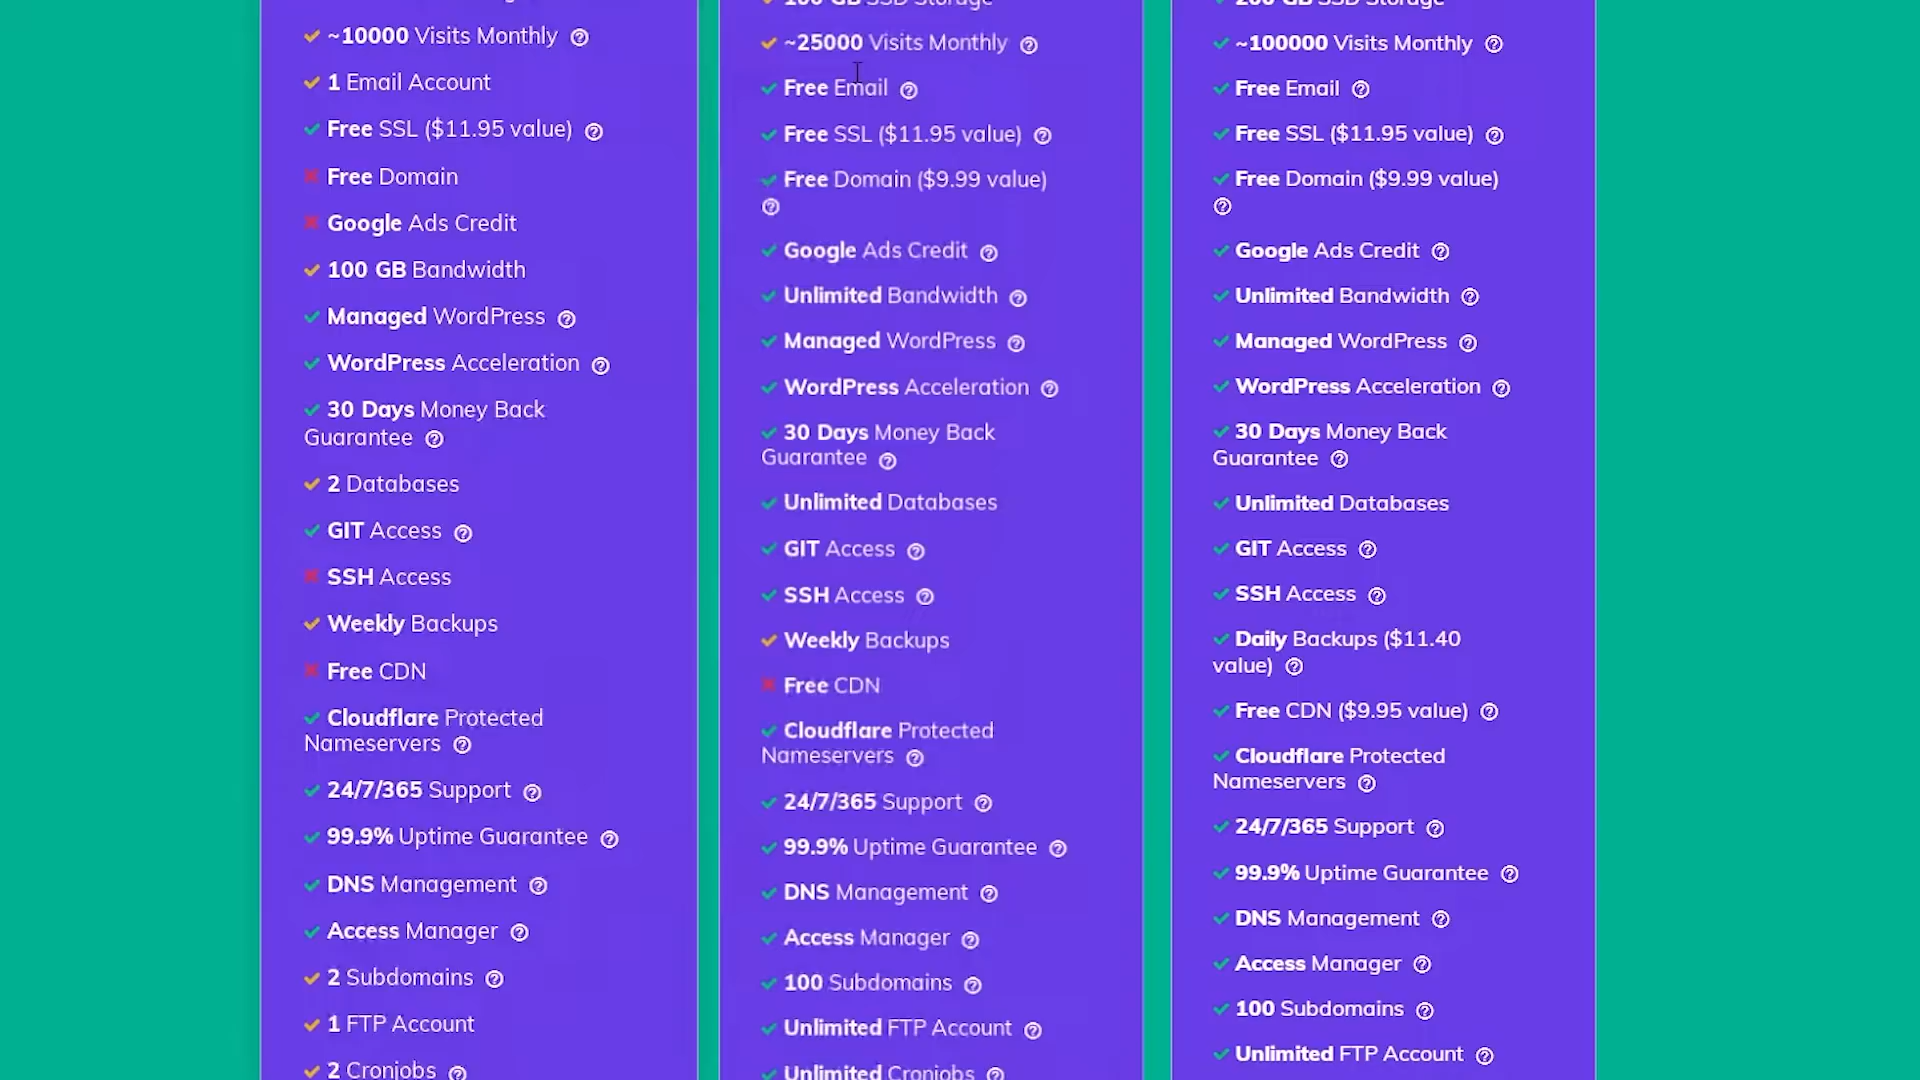 ~10000 Visits Monthly
1 Email Account
Free SSL ($11.95 value)
Free Domain
Google Ads Credit
100 GB Bandwidth
Managed WordPress
WordPress Acceleration
30 Days Money Back
Guarantee
2 Databases
GIT Access
SSH Access
Weekly Backups
Free CDN
Cloudflare Protected
Nameservers
24/7/365 Support
99.9% Uptime Guarantee
DNS Management
Access Manager
2 Subdomains
1 FTP Account
2 Cronjobs
100 GB SSD Storage
~25000 Visits Monthly
Free Email
Free SSL ($11.95 value)
Free Domain ($9.99 value)
Google Ads Credit
Unlimited Bandwidth
Managed WordPress
WordPress Acceleration
30 Days Money Back
Guarantee
Unlimited Databases
GIT Access
SSH Access
Weekly Backups
Free CDN
Cloudflare Protected
Nameservers
24/7/365 Support
99.9% Uptime Guarantee
DNS Management
Access Manager
100 Subdomains
Unlimited FTP Account
Unlimited Cronjobs
200 GB SSD Storage
~100000 Visits Monthly
Free Email
Free SSL ($11.95 value)
Free Domain ($9.99 value)
Google Ads Credit
Unlimited Bandwidth
Managed WordPress
WordPress Acceleration
30 Days Money Back
Guarantee
Unlimited Databases
GIT Access
SSH Access
Daily Backups ($11.40
value)
Free CDN ($9.95 value)
Cloudflare Protected
Nameservers
24/7/365 Support
99.9% Uptime Guarantee
DNS Management
Access Manager
100 Subdomains
Unlimited FTP Account